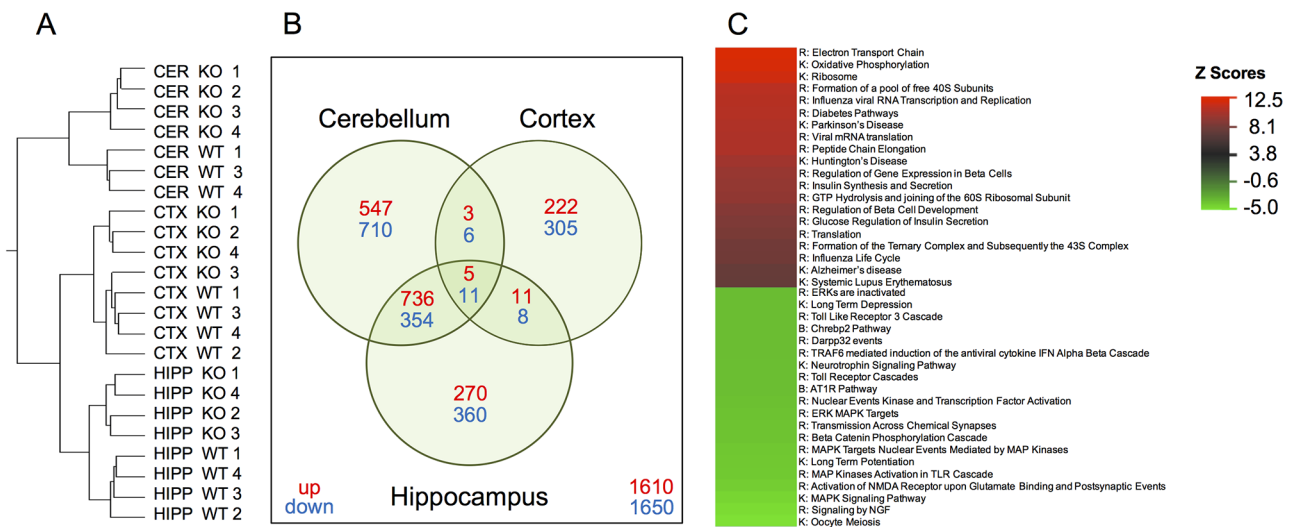 A
CER KO 1
CER KO 2
CER KO 3
CER KO 4
CER WT 1
CER WT 3
CER WT 4
CTX KO 1
CTX KO 2
CTX KO 4
CTX KO 3
CTX WT 1
CTX WT 3
CTX WT 4
CTX WT 2
HIPP KO 1
HIPP KO 4
HIPP KO 2
HIPP KO 3
HIPP WT 1
HIPP WT 4
HIPP WT 3
HIPP WT 2
B
Cerebellum
Cortex
547
710
3
6
222
305
5
11
736
354
11
8
270
360
Hippocampus
up
down
1610
1650
C
R: Electron Transport Chain
K: Oxidative Phosphorylation
K: Ribosome
R: Formation of a pool of free 40S Subunits
R: Influenza viral RNA Transcription and Replication
R: Diabetes Pathways
K: Parkinson's Disease
R: Viral mRNA translation
R: Peptide Chain Elongation
K: Huntington's Disease
R: Regulation of Gene Expression in Beta Cells
R: Insulin Synthesis and Secretion
R: GTP Hydrolysis and joining of the 60S Ribosomal Subunit
R: Regulation of Beta Cell Development
R: Glucose Regulation of Insulin Secretion
R: Translation
R: Formation of the Ternary Complex and Subsequently the 43S Complex
R: Influenza Life Cycle
K: Alzheimer's disease
K: Systemic Lupus Erythematosus
R: ERKs are inactivated
K: Long Term Depression
R: Toll Like Receptor 3 Cascade
B: Chrebp2 Pathway
R: Darpp32 events
R: TRAF6 mediated induction of the antiviral cytokine IFN Alpha Beta Cascade
K: Neurotrophin Signaling Pathway
R: Toll Receptor Cascades
B: AT1R Pathway
R: Nuclear Events Kinase and Transcription Factor Activation
R: ERK MAPK Targets
R: Transmission Across Chemical Synapses
R: Beta Catenin Phosphorylation Cascade
R: MAPK Targets Nuclear Events Mediated by MAP Kinases
K: Long Term Potentiation
R: MAP Kinases Activation in TLR Cascade
R: Activation of NMDA Receptor upon Glutamate Binding and Postsynaptic Events
K: MAPK Signaling Pathway
R: Signaling by NGF
K: Oocyte Meiosis
Z Scores
12.5
8.1
3.8
-0.6
-5.0